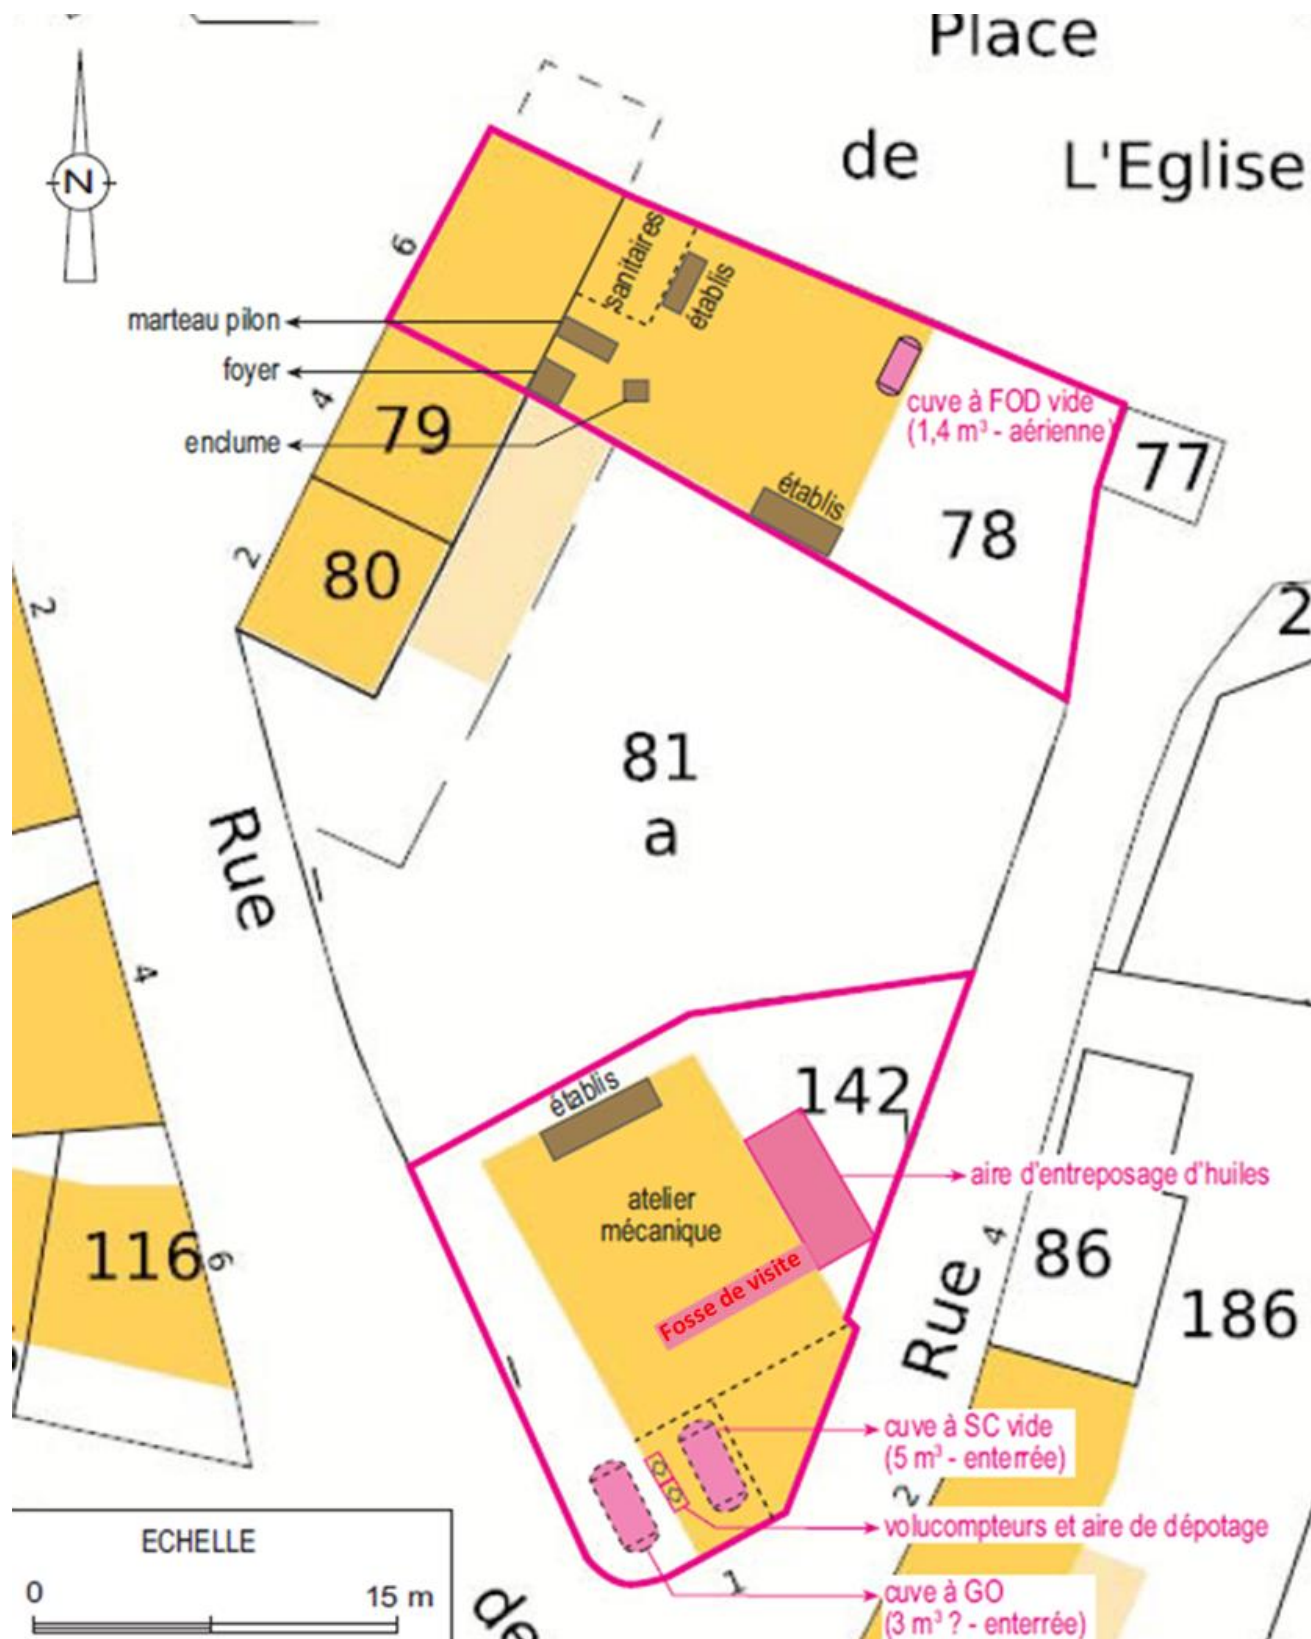 Place
de L'Eglise
N
6
sanitaires
établis
marteau pilon
foyer
enclume
4
79
cuve à FOD vide
(1,4 m³ - aérienne)
77
établis
78
2
80
2
2
81
a
Rue
4
établis
142
aire d'entreposage d'huiles
atelier
mécanique
116
6
Fosse de visite
4
86
186
Rue
cuve à SC vide
(5 m³ - enterrée)
2
volucompteurs et aire de dépotage
1
cuve à GO
(3 m³ ? - enterrée)
ECHELLE
0 15 m
de